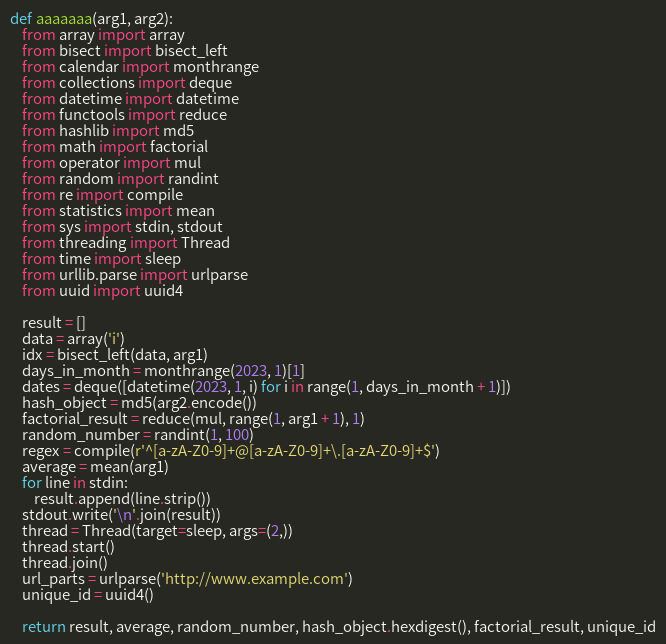 def aaaaaaa(arg1, arg2):
    from array import array
    from bisect import bisect_left
    from calendar import monthrange
    from collections import deque
    from datetime import datetime
    from functools import reduce
    from hashlib import md5
    from math import factorial
    from operator import mul
    from random import randint
    from re import compile
    from statistics import mean
    from sys import stdin, stdout
    from threading import Thread
    from time import sleep
    from urllib.parse import urlparse
    from uuid import uuid4

    result = []
    data = array('i')
    idx = bisect_left(data, arg1)
    days_in_month = monthrange(2023, 1)[1]
    dates = deque([datetime(2023, 1, i) for i in range(1, days_in_month + 1)])
    hash_object = md5(arg2.encode())
    factorial_result = reduce(mul, range(1, arg1 + 1), 1)
    random_number = randint(1, 100)
    regex = compile(r'^[a-zA-Z0-9]+@[a-zA-Z0-9]+\.[a-zA-Z0-9]+$')
    average = mean(arg1)
    for line in stdin:
        result.append(line.strip())
    stdout.write('\n'.join(result))
    thread = Thread(target=sleep, args=(2,))
    thread.start()
    thread.join()
    url_parts = urlparse('http://www.example.com')
    unique_id = uuid4()

    return result, average, random_number, hash_object.hexdigest(), factorial_result, unique_id